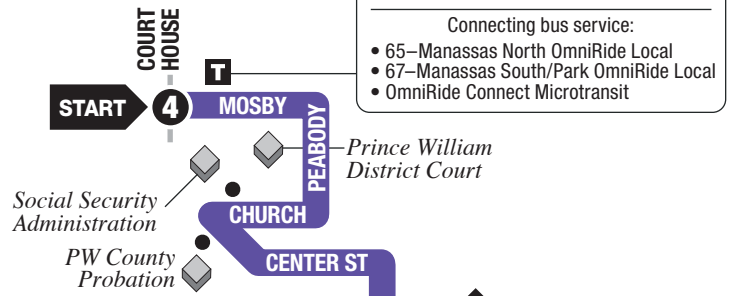 Connecting bus service:
• 65–Manassas North OmniRide Local
• 67–Manassas South/Park OmniRide Local
• OmniRide Connect Microtransit
COURT
HOUSE
T
START
4
MOSBY
PEABODY
Prince William
District Court
Social Security
Administration
CHURCH
PW County
Probation
CENTER ST